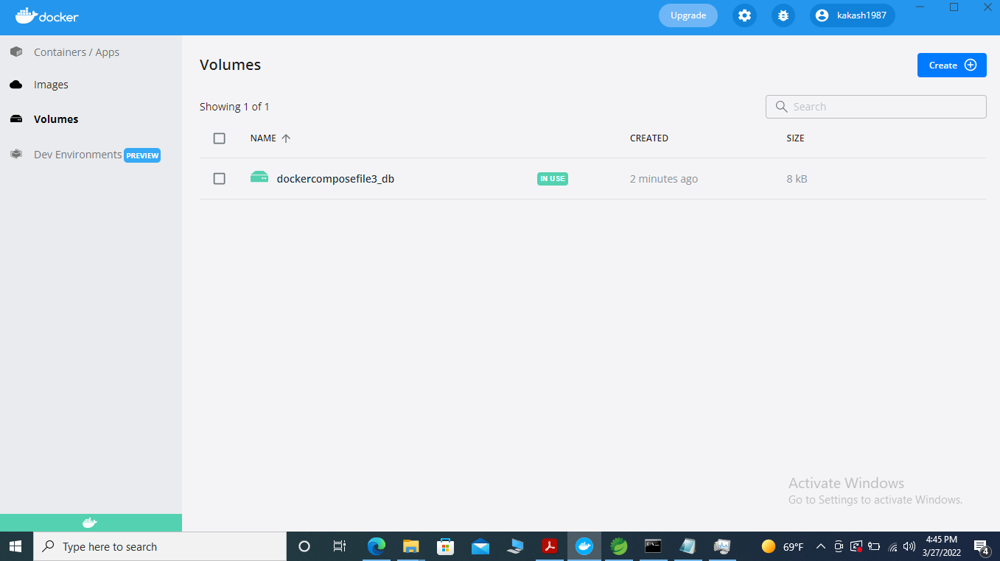 docker
Upgrade
kakash1987
Containers / Apps
Images
Volumes
Dev Environments PREVIEW
Volumes
Create
Showing 1 of 1
Search
NAME CREATED SIZE
dockercomposefile3_db IN USE 2 minutes ago 8 kB
Activate Windows
Go to Settings to activate Windows.
Type here to search
69°F
4:45 PM
3/27/2022
4